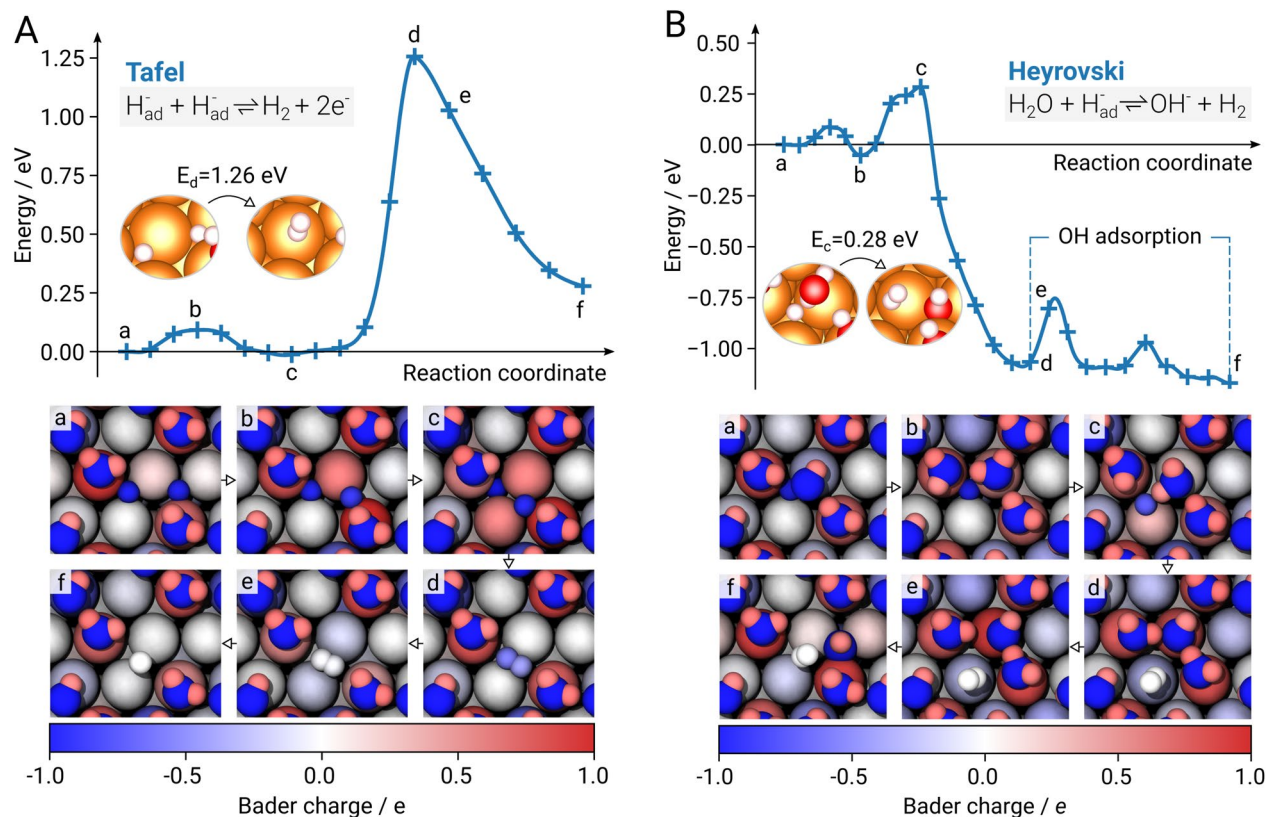 A
Energy / eV
1.25
1.00
0.75
0.50
0.25
0.00
Tafel
H⁻ad + H⁻ad ⇌ H₂ + 2e⁻
Ed=1.26 eV
a
b
c
d
e
f
Reaction coordinate
a
b
c
f
e
d
-1.0
-0.5
0.0
0.5
1.0
Bader charge / e
B
Energy / eV
0.50
0.25
0.00
−0.25
−0.50
−0.75
−1.00
Heyrovski
H₂O + H⁻ad ⇌ OH⁻ + H₂
Reaction coordinate
a
b
c
Ec=0.28 eV
OH adsorption
e
d
f
a
b
c
f
e
d
-1.0
-0.5
0.0
0.5
1.0
Bader charge / e